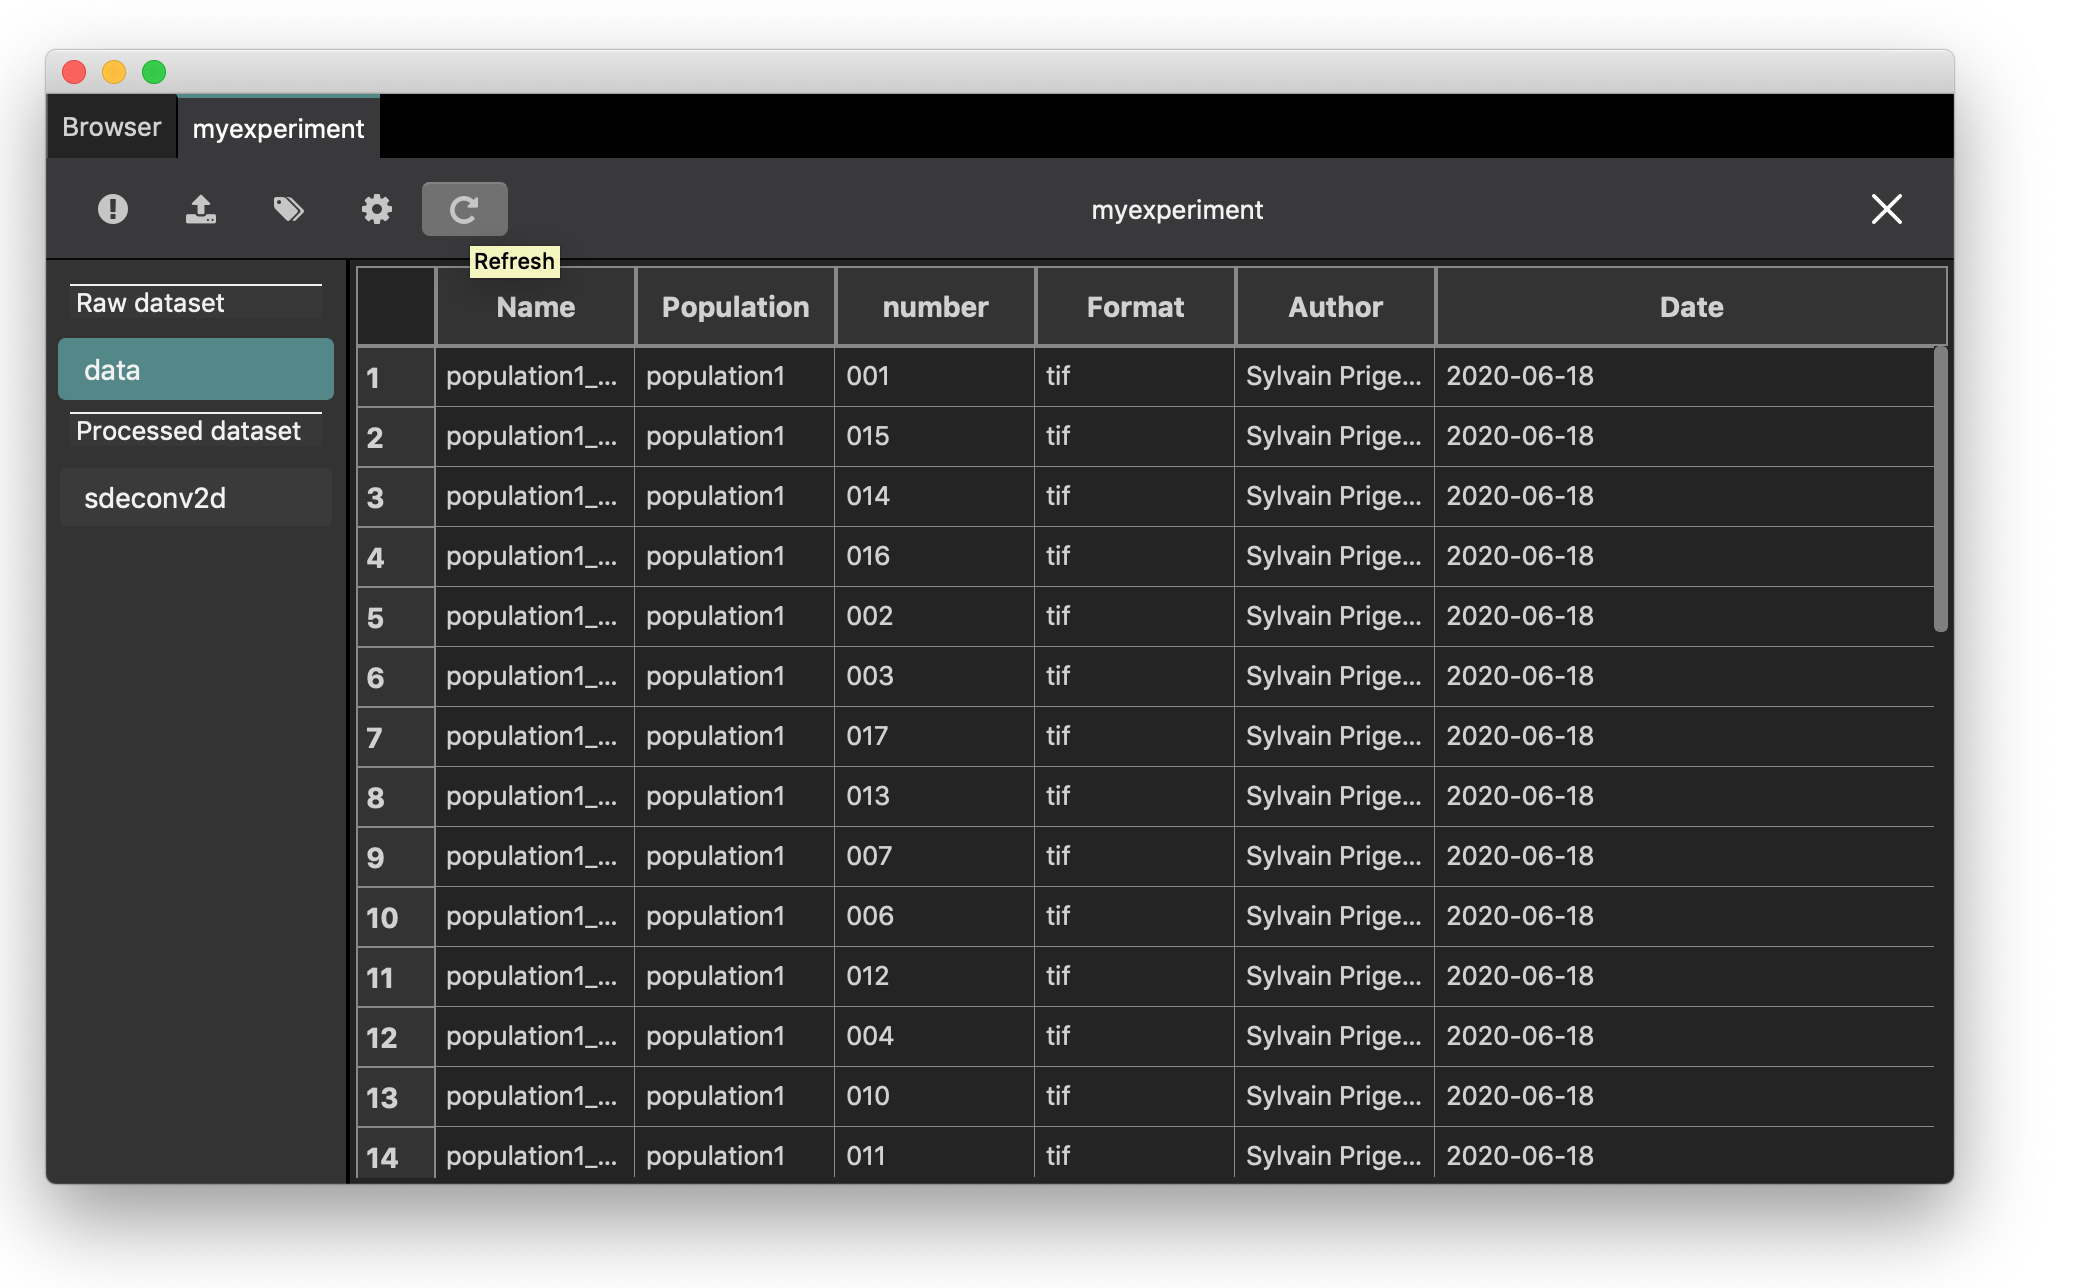 Browser myexperiment
myexperiment
Refresh
Raw dataset
data
Processed dataset
sdeconv2d
Name Population number Format Author Date
1 population1_... population1 001 tif Sylvain Prige... 2020-06-18
2 population1_... population1 015 tif Sylvain Prige... 2020-06-18
3 population1_... population1 014 tif Sylvain Prige... 2020-06-18
4 population1_... population1 016 tif Sylvain Prige... 2020-06-18
5 population1_... population1 002 tif Sylvain Prige... 2020-06-18
6 population1_... population1 003 tif Sylvain Prige... 2020-06-18
7 population1_... population1 017 tif Sylvain Prige... 2020-06-18
8 population1_... population1 013 tif Sylvain Prige... 2020-06-18
9 population1_... population1 007 tif Sylvain Prige... 2020-06-18
10 population1_... population1 006 tif Sylvain Prige... 2020-06-18
11 population1_... population1 012 tif Sylvain Prige... 2020-06-18
12 population1_... population1 004 tif Sylvain Prige... 2020-06-18
13 population1_... population1 010 tif Sylvain Prige... 2020-06-18
14 population1_... population1 011 tif Sylvain Prige... 2020-06-18